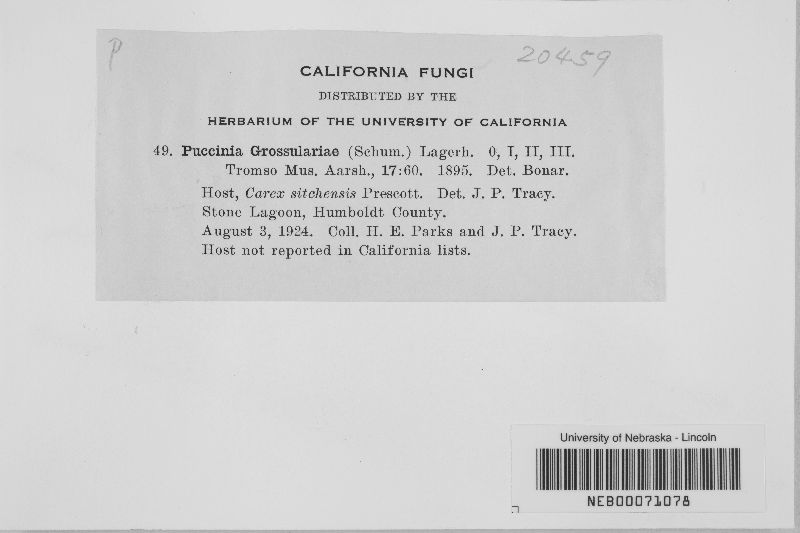 P
20459
CALIFORNIA FUNGI
DISTRIBUTED BY THE
HERBARIUM OF THE UNIVERSITY OF CALIFORNIA
49. Puccinia Grossulariae (Schum.) Lagerh. 0, I, II, III.
Tromso Mus. Aarsh., 17:60. 1895. Det. Bonar.
Host, Carex sitchensis Prescott. Det. J. P. Tracy.
Stone Lagoon, Humboldt County.
August 3, 1924. Coll. H. E. Parks and J. P. Tracy.
Host not reported in California lists.
University of Nebraska - Lincoln
NEB00071078